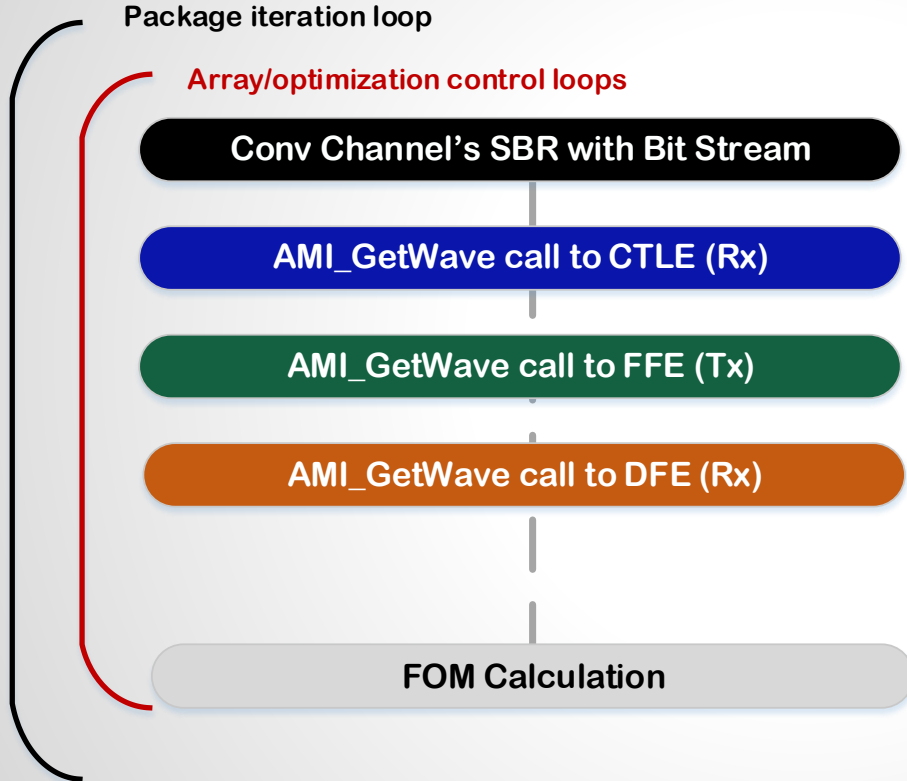 Package iteration loop
Array/optimization control loops
Conv Channel's SBR with Bit Stream
AMI_GetWave call to CTLE (Rx)
AMI_GetWave call to FFE (Tx)
AMI_GetWave call to DFE (Rx)
FOM Calculation